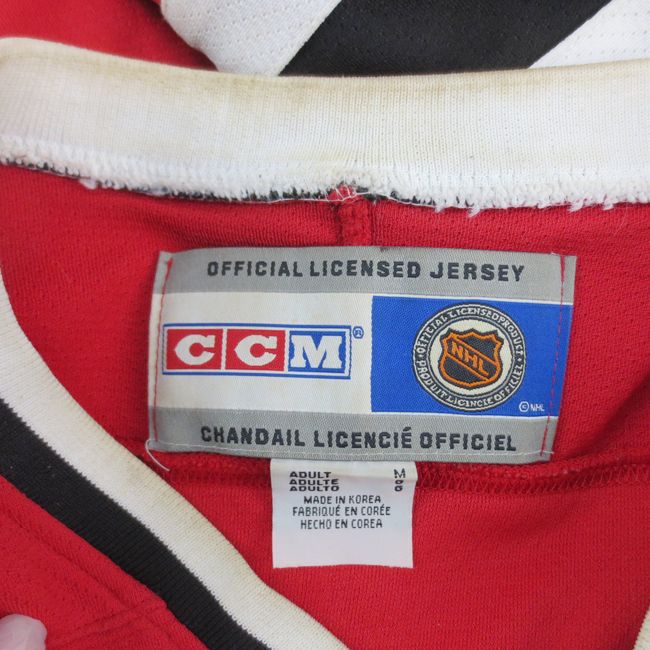 OFFICIAL LICENSED JERSEY
CCM®
OFFICIAL LICENSED PRODUCT
NHL
PRODUIT LICENCIÉ OFFICIEL
© NHL
CHANDAIL LICENCIÉ OFFICIEL
ADULT M
ADULTE
ADULTO
MADE IN KOREA
FABRIQUÉ EN CORÉE
HECHO EN COREA